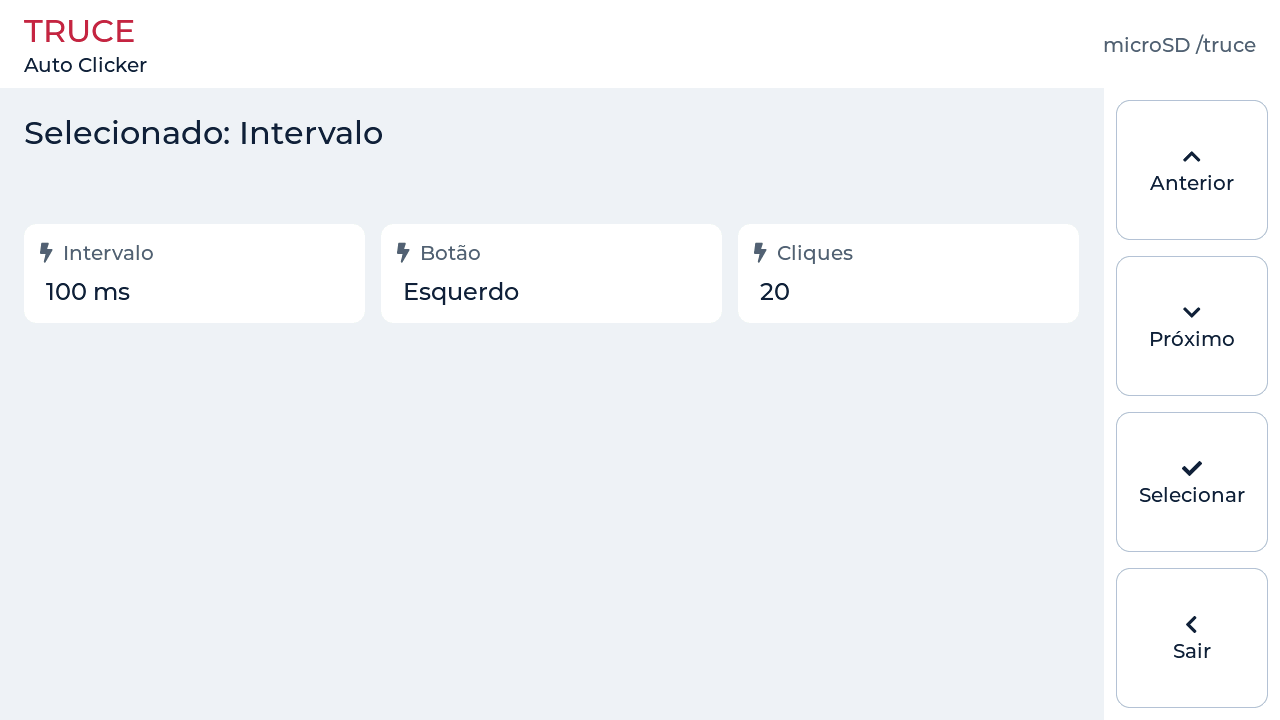 TRUCE
Auto Clicker
microSD /truce
Selecionado: Intervalo
Intervalo
100 ms
Botão
Esquerdo
Cliques
20
Anterior
Próximo
Selecionar
Sair